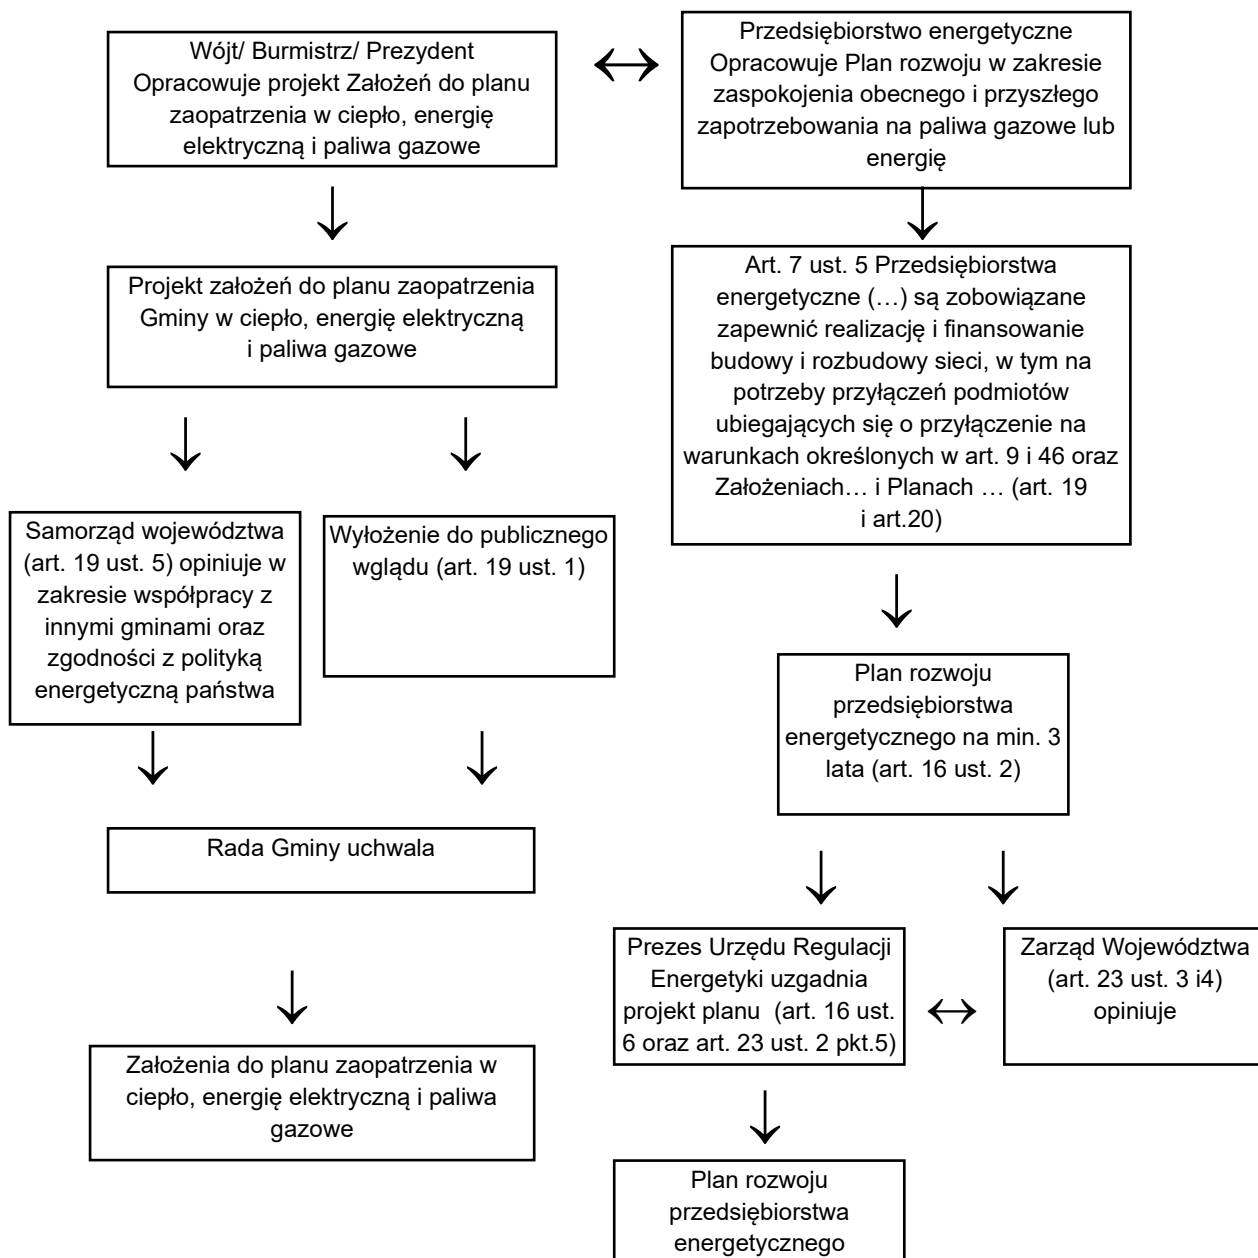 Wójt/ Burmistrz/ Prezydent
Opracowuje projekt Założeń do planu
zaopatrzenia w ciepło, energię
elektryczną i paliwa gazowe
Przedsiębiorstwo energetyczne
Opracowuje Plan rozwoju w zakresie
zaspokojenia obecnego i przyszłego
zapotrzebowania na paliwa gazowe lub
energię
Projekt założeń do planu zaopatrzenia
Gminy w ciepło, energię elektryczną
i paliwa gazowe
Art. 7 ust. 5 Przedsiębiorstwa
energetyczne (…) są zobowiązane
zapewnić realizację i finansowanie
budowy i rozbudowy sieci, w tym na
potrzeby przyłączeń podmiotów
ubiegających się o przyłączenie na
warunkach określonych w art. 9 i 46 oraz
Założeniach… i Planach … (art. 19
i art.20)
Samorząd województwa
(art. 19 ust. 5) opiniuje w
zakresie współpracy z
innymi gminami oraz
zgodności z polityką
energetyczną państwa
Wyłożenie do publicznego
wglądu (art. 19 ust. 1)
Plan rozwoju
przedsiębiorstwa
energetycznego na min. 3
lata (art. 16 ust. 2)
Rada Gminy uchwala
Prezes Urzędu Regulacji
Energetyki uzgadnia
projekt planu  (art. 16 ust.
6 oraz art. 23 ust. 2 pkt.5)
Zarząd Województwa
(art. 23 ust. 3 i4)
opiniuje
Założenia do planu zaopatrzenia w
ciepło, energię elektryczną i paliwa
gazowe
Plan rozwoju
przedsiębiorstwa
energetycznego